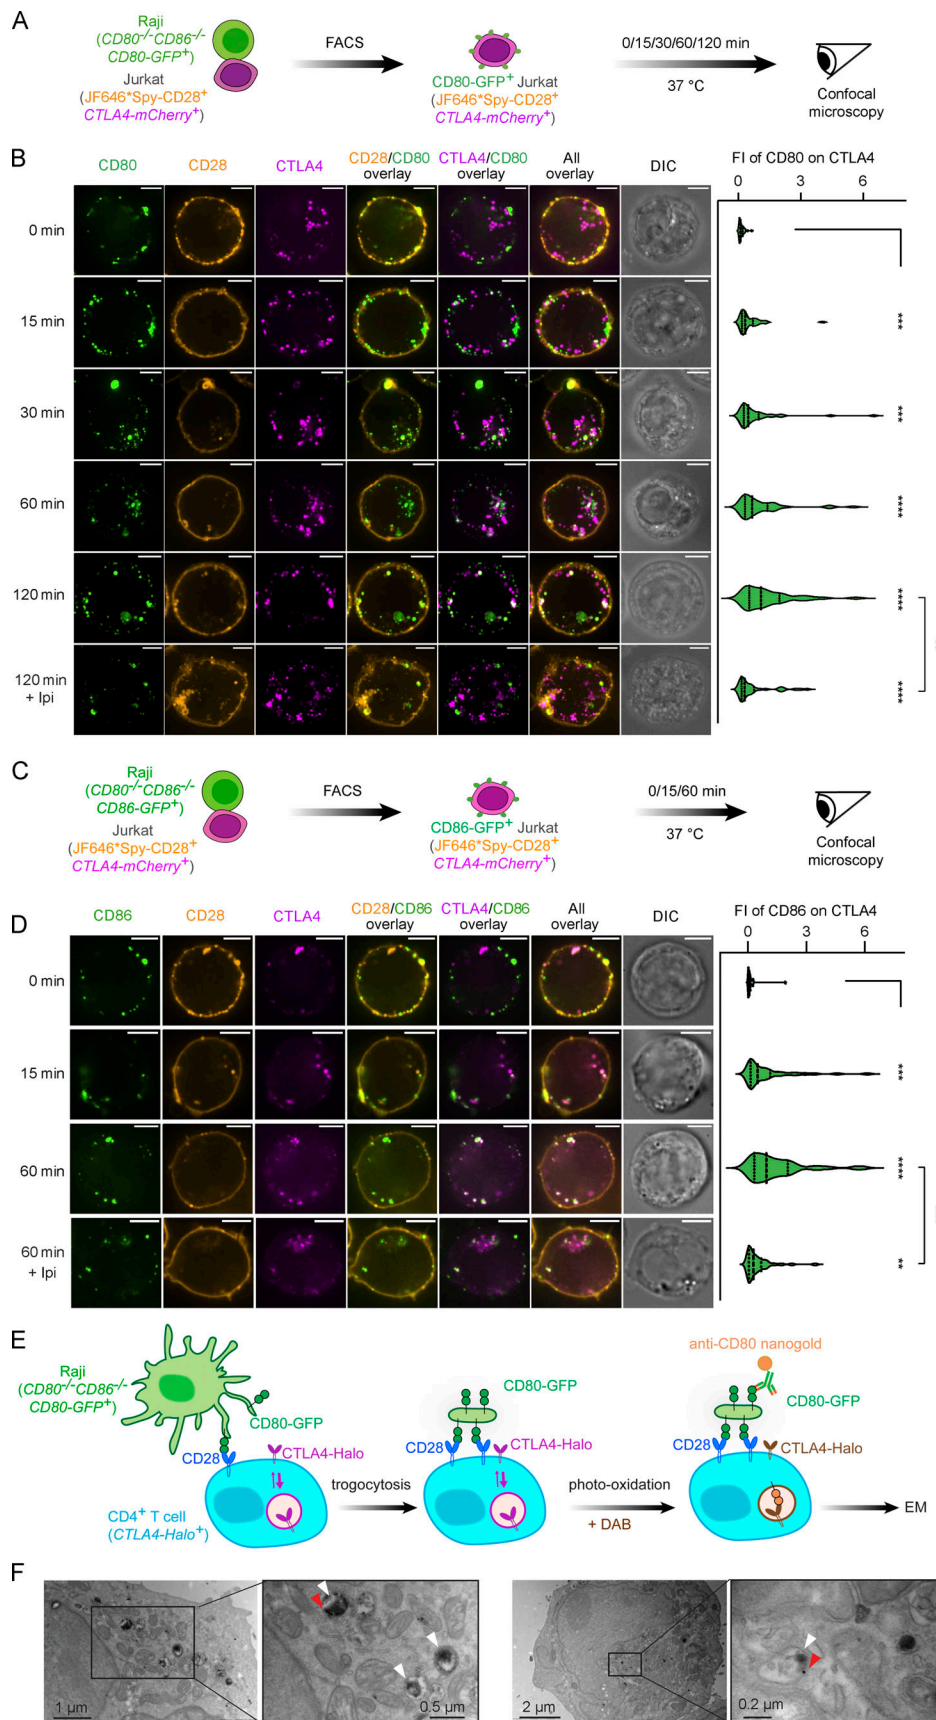 A
Raji
(CD80-/-CD86-/-
CD80-GFP+)
Jurkat
(JF646*Spy-CD28+
CTLA4-mCherry+)
FACS
CD80-GFP+ Jurkat
(JF646*Spy-CD28+
CTLA4-mCherry+)
0/15/30/60/120 min
37 °C
Confocal
microscopy
B
CD80
CD28
CTLA4
CD28/CD80
overlay
CTLA4/CD80
overlay
All
overlay
DIC
FI of CD80 on CTLA4
0 3 6
0 min
15 min
***
30 min
***
60 min
****
120 min
****
120 min
+ Ipi
****
C
Raji
(CD80-/-CD86-/-
CD86-GFP+)
Jurkat
(JF646*Spy-CD28+
CTLA4-mCherry+)
FACS
CD86-GFP+ Jurkat
(JF646*Spy-CD28+
CTLA4-mCherry+)
0/15/60 min
37 °C
Confocal
microscopy
D
CD86
CD28
CTLA4
CD28/CD86
overlay
CTLA4/CD86
overlay
All
overlay
DIC
FI of CD86 on CTLA4
0 3 6
0 min
15 min
***
60 min
****
60 min
+ Ipi
**
E
Raji
(CD80-/-CD86-/-
CD80-GFP+)
CD80-GFP
CD28
CTLA4-Halo
CD4+ T cell
(CTLA4-Halo+)
trogocytosis
CD80-GFP
CD28
CTLA4-Halo
photo-oxidation
+ DAB
anti-CD80 nanogold
CD80-GFP
CD28
CTLA4-Halo
EM
F
1 µm
0.5 µm
2 µm
0.2 µm